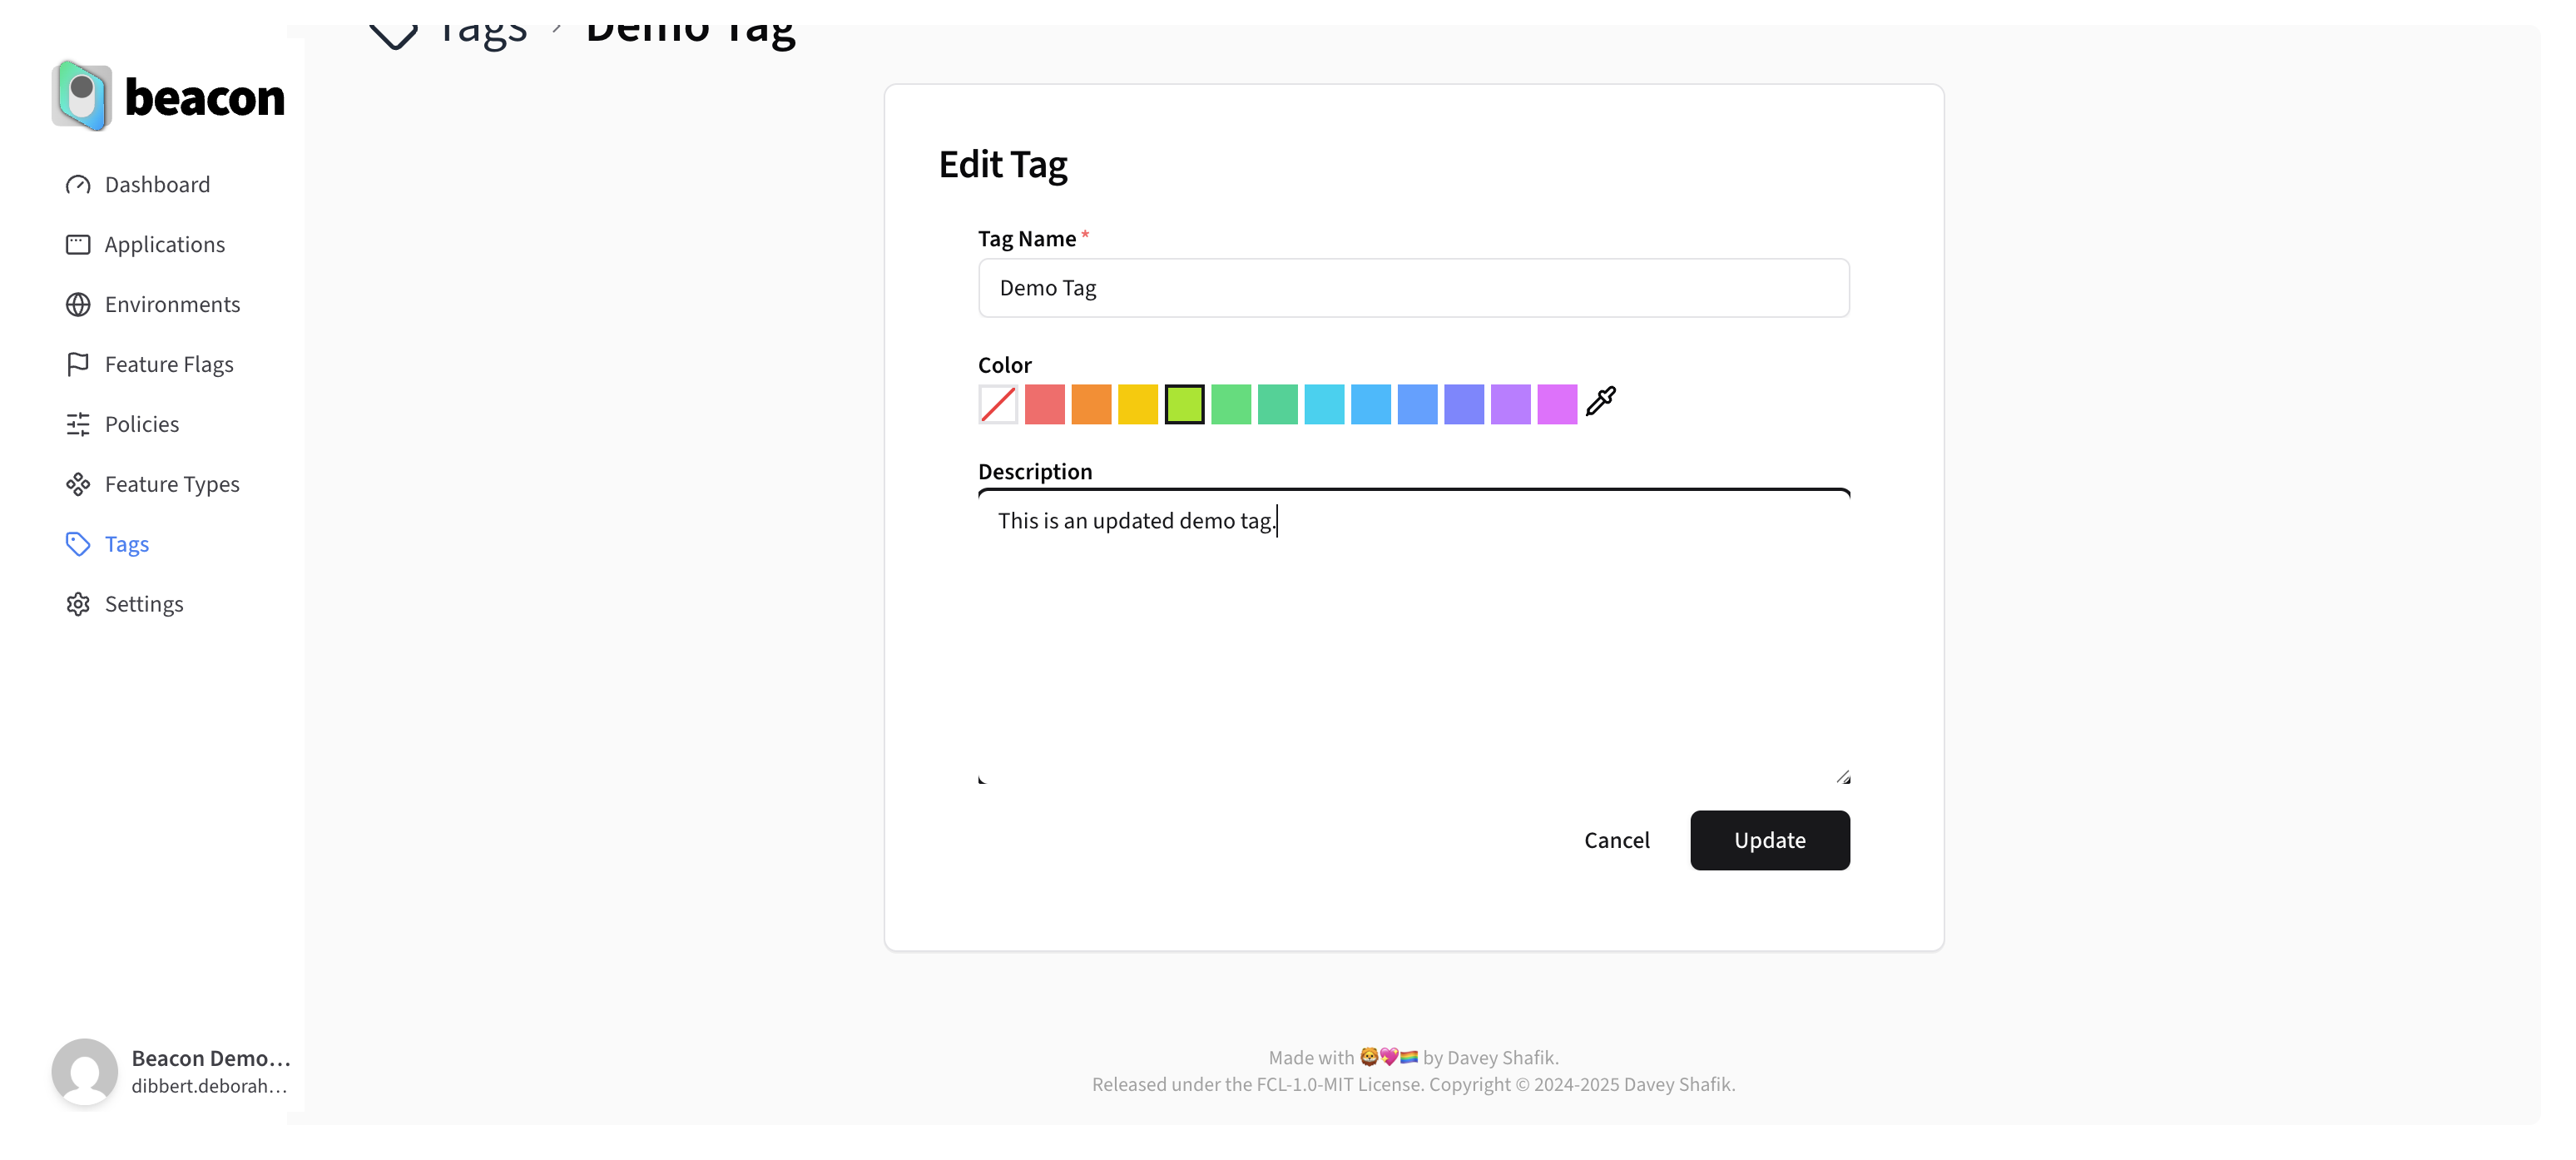 Tags > Demo Tag
beacon
Dashboard
Applications
Environments
Feature Flags
Policies
Feature Types
Tags
Settings
Beacon Demo...
dibbert.deborah...
Edit Tag
Tag Name *
Demo Tag
Color
Description
This is an updated demo tag.
Cancel
Update
Made with 🦁💖🏳️‍🌈 by Davey Shafik.
Released under the FCL-1.0-MIT License. Copyright © 2024-2025 Davey Shafik.